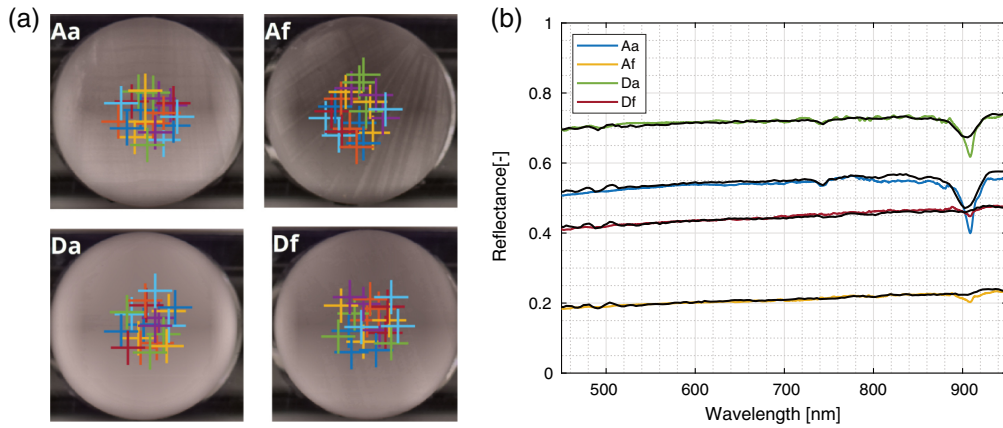 (a)
Aa
Af
Da
Df
(b)
1
0.8
0.6
0.4
0.2
0
Reflectance[-]
Aa
Af
Da
Df
500 600 700 800 900
Wavelength [nm]